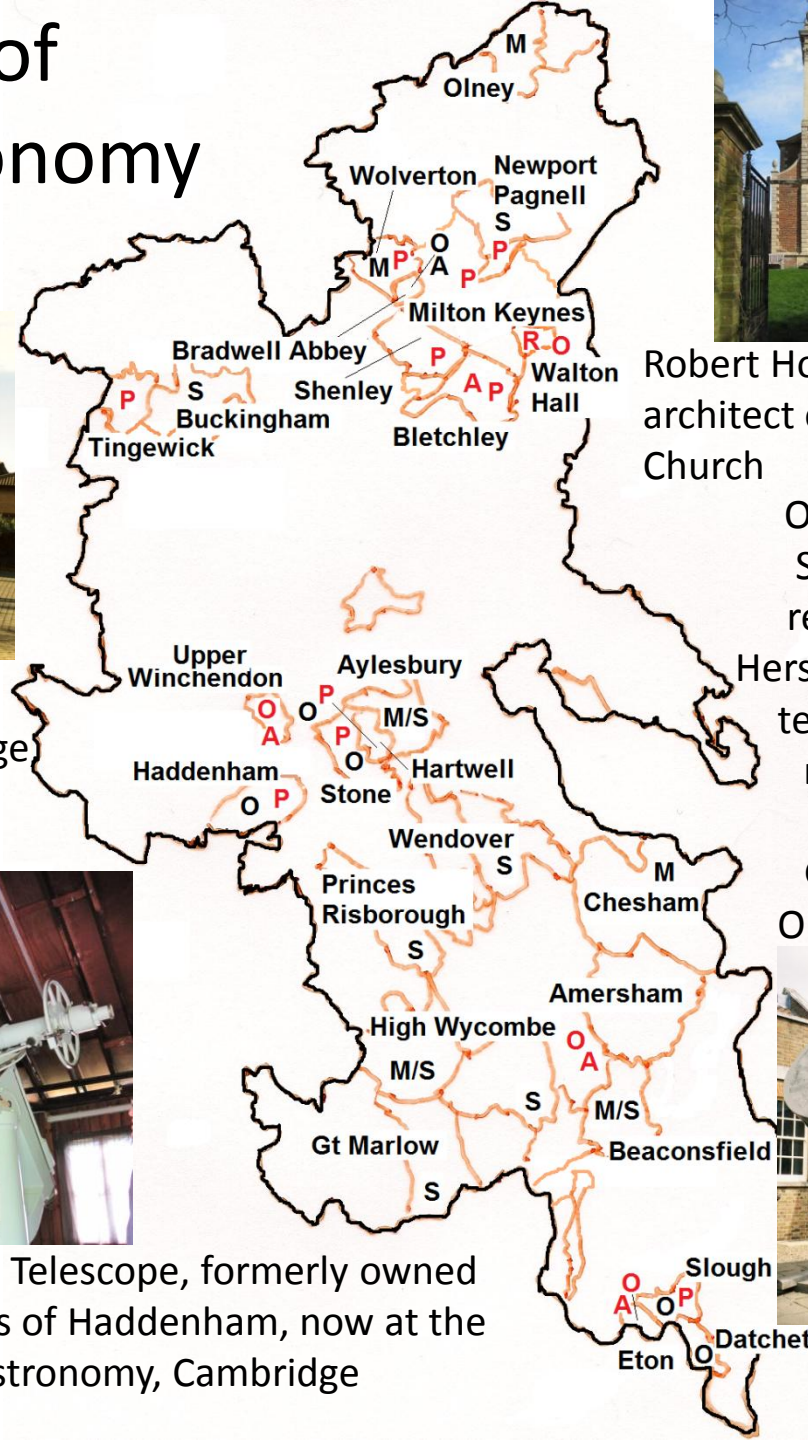 of
onomy
M
Olney
Wolverton
Newport
Pagnell
S
M P
O
A
P
P
Milton Keynes
Bradwell Abbey
Shenley
P
R O
Walton
Hall
A P
Bletchley
P
S
Buckingham
Tingewick
Robert Ho
architect o
Church
O
S
re
Hers
te
Upper
Winchendon
O
A
O
P
Aylesbury
M/S
P
O
Stone
Hartwell
ge
Haddenham
O P
Wendover
S
Princes
Risborough
S
M
Chesham
O
Amersham
High Wycombe
M/S
O
A
S
M/S
Beaconsfield
Gt Marlow
S
Telescope, formerly owned
s of Haddenham, now at the
stronomy, Cambridge
Slough
O
A
O P
Eton
Datchet
O